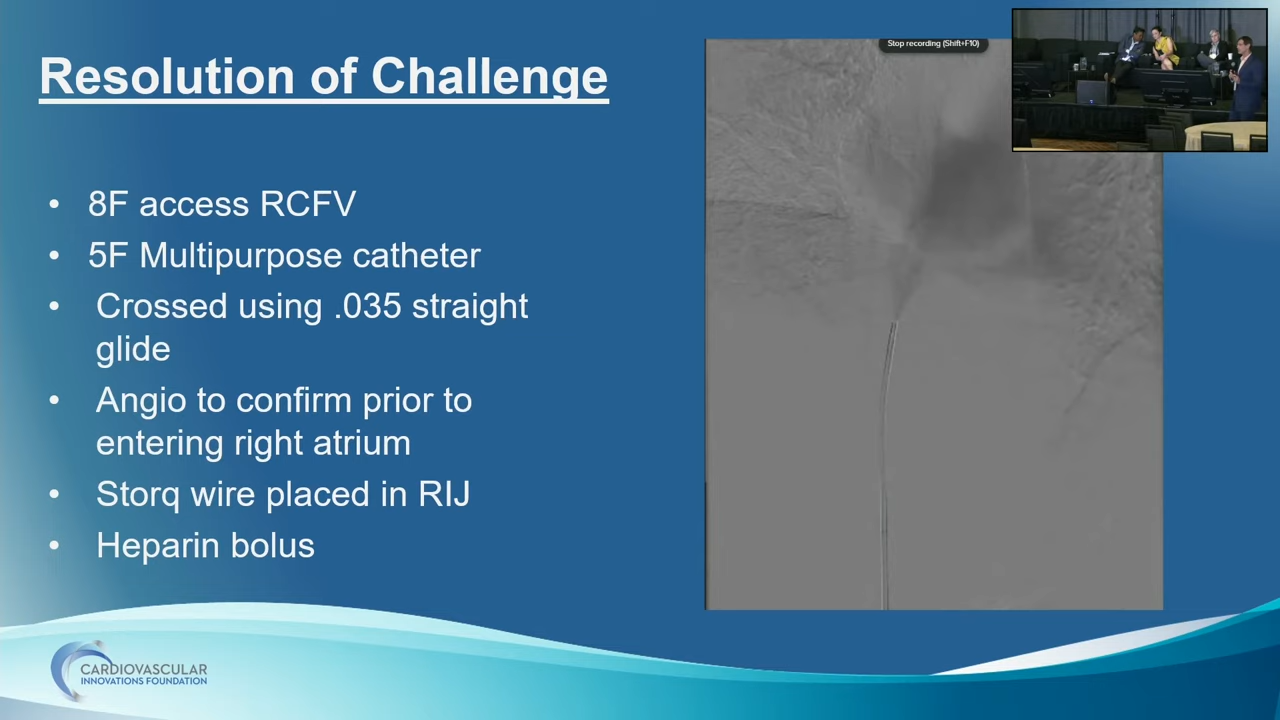 Resolution of Challenge
Stop recording (Shift+F10)
• 8F access RCFV
• 5F Multipurpose catheter
• Crossed using .035 straight
glide
• Angio to confirm prior to
entering right atrium
• Storq wire placed in RIJ
• Heparin bolus
CARDIOVASCULAR
INNOVATIONS FOUNDATION